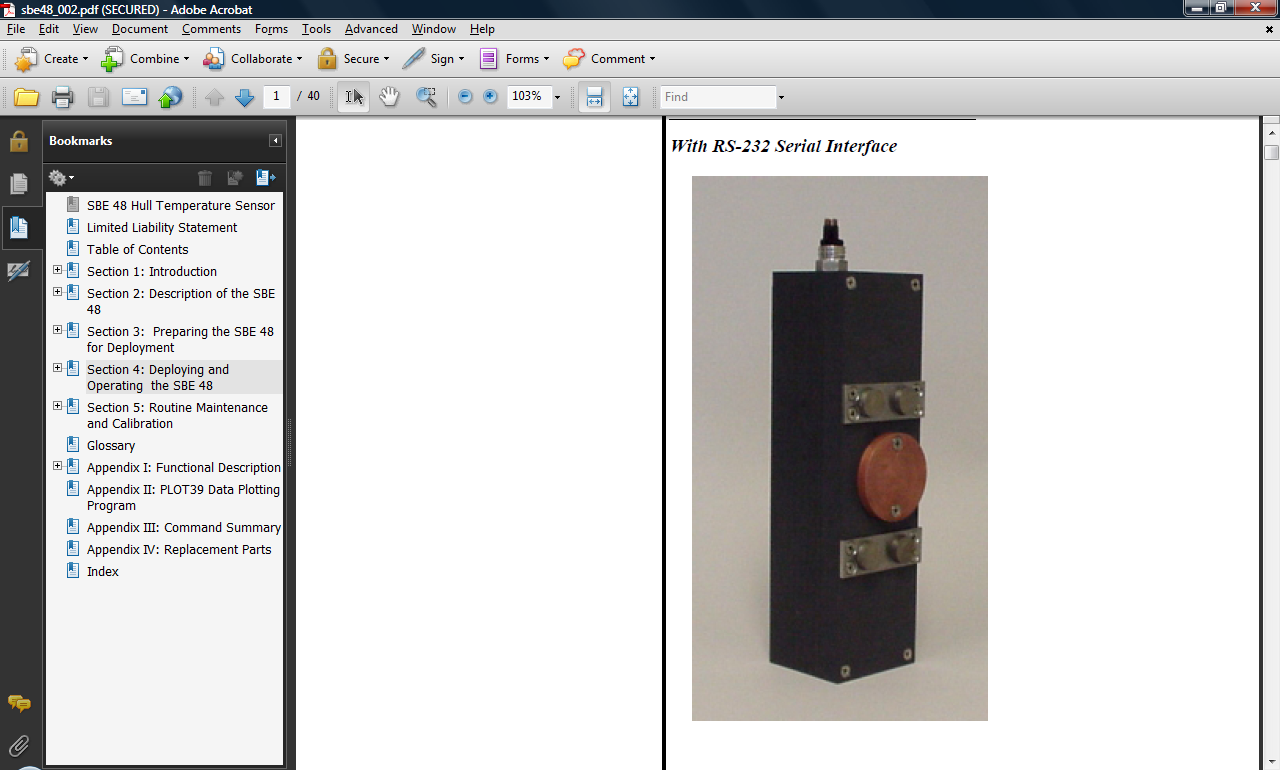 sbe48_002.pdf (SECURED) - Adobe Acrobat
File Edit View Document Comments Forms Tools Advanced Window Help
Create Combine Collaborate Secure Sign Forms Comment
1 / 40 103% Find
Bookmarks
SBE 48 Hull Temperature Sensor
Limited Liability Statement
Table of Contents
Section 1: Introduction
Section 2: Description of the SBE
48
Section 3: Preparing the SBE 48
for Deployment
Section 4: Deploying and
Operating the SBE 48
Section 5: Routine Maintenance
and Calibration
Glossary
Appendix I: Functional Description
Appendix II: PLOT39 Data Plotting
Program
Appendix III: Command Summary
Appendix IV: Replacement Parts
Index
With RS-232 Serial Interface